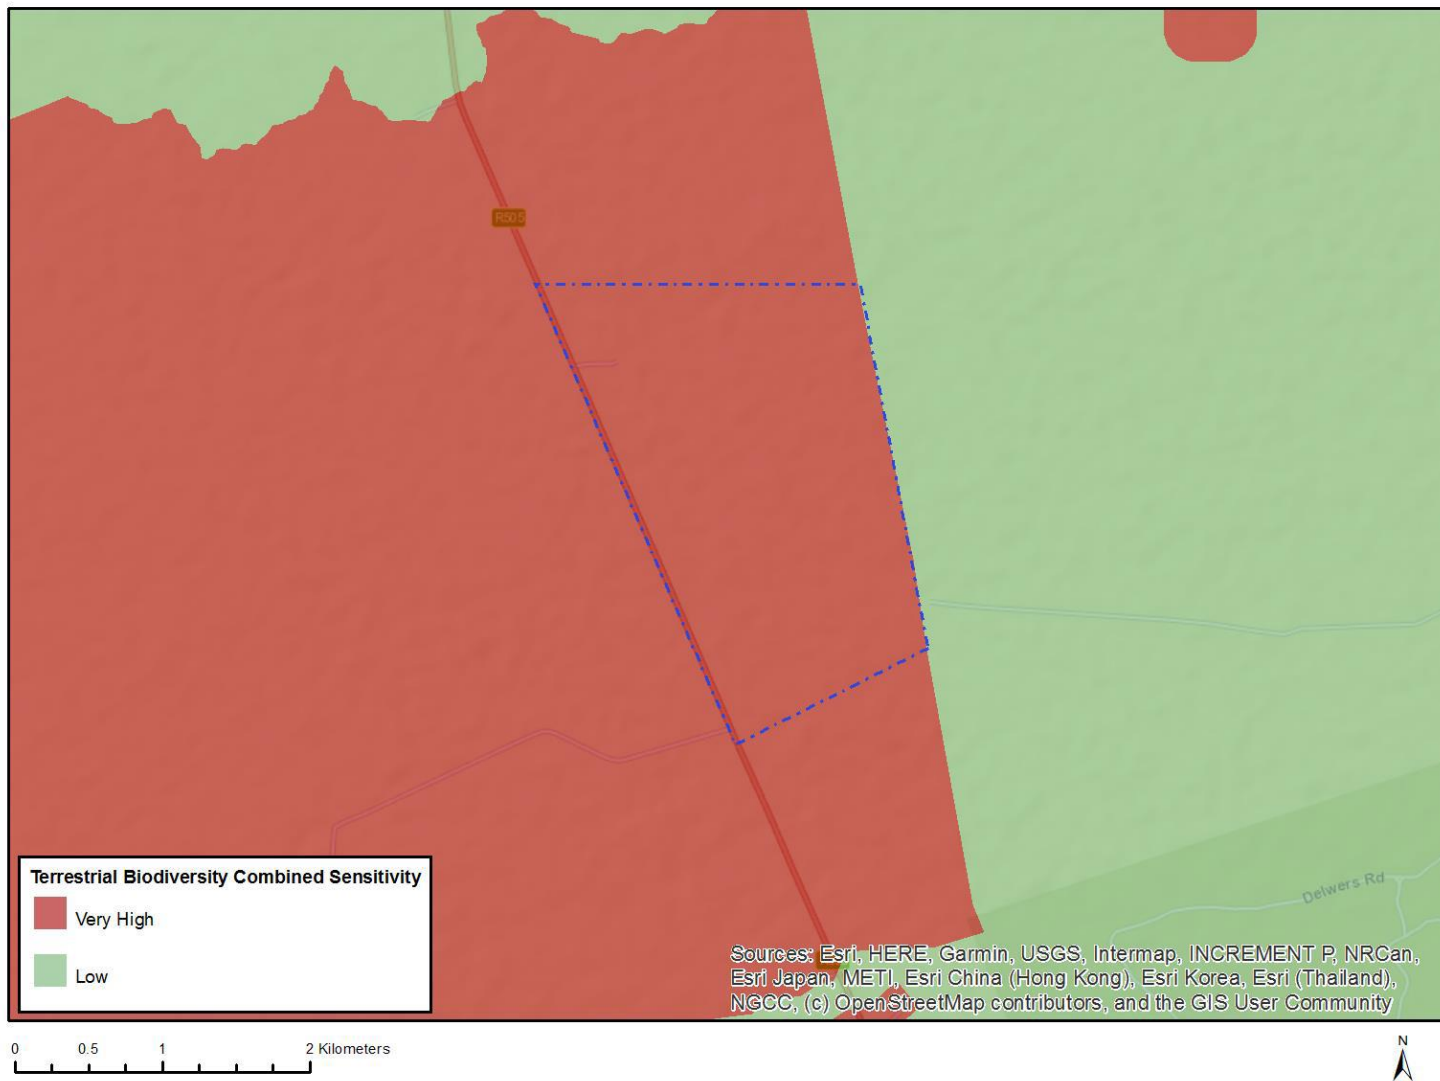 R505
Delwers Rd
Terrestrial Biodiversity Combined Sensitivity
Very High
Low
Sources: Esri, HERE, Garmin, USGS, Intermap, INCREMENT P, NRCan,
Esri Japan, METI, Esri China (Hong Kong), Esri Korea, Esri (Thailand),
NGCC, (c) OpenStreetMap contributors, and the GIS User Community
0 0.5 1 2 Kilometers
N